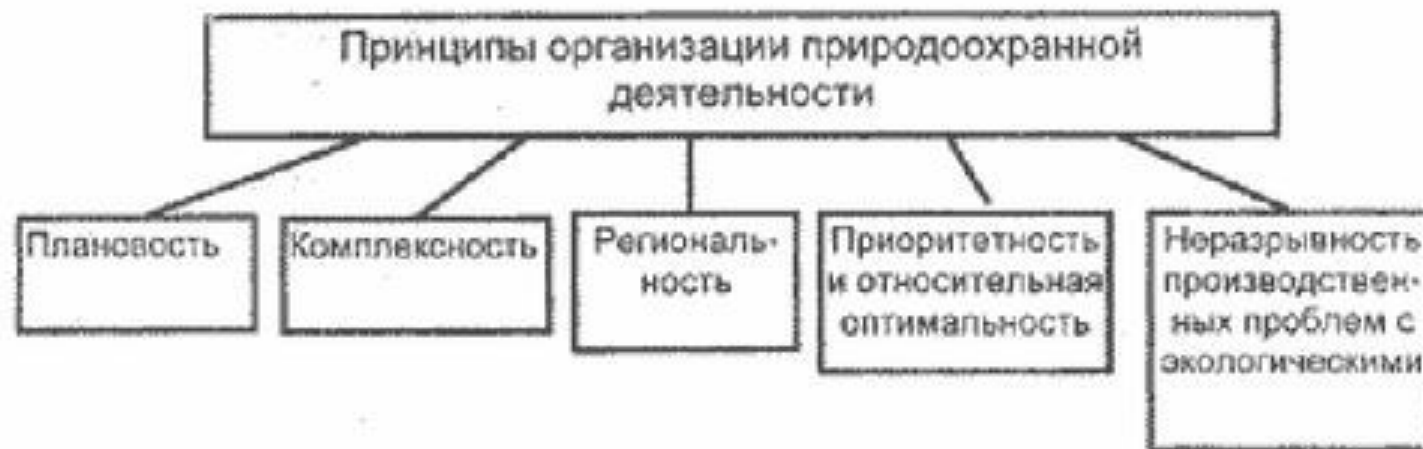 Принципы организации природоохранной
деятельности
Плановость
Комплексность
Региональ-
ность
Приоритетность
и относительная
оптимальность
Неразрывность
производствен-
ных проблем с
экологическими